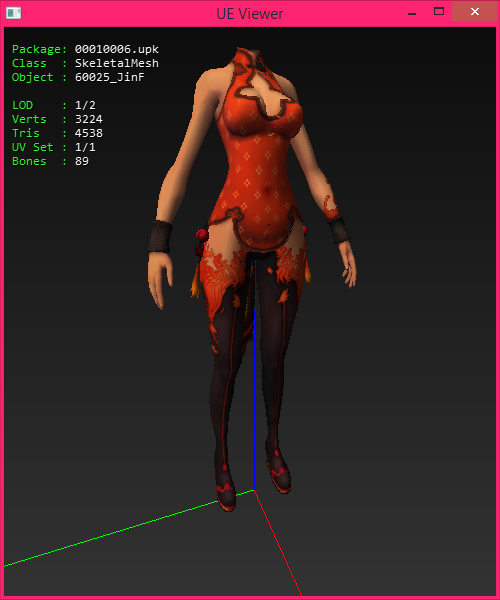 UE Viewer
Package: 00010006.upk
Class : SkeletalMesh
Object : 60025_JinF
LOD : 1/2
Verts : 3224
Tris : 4538
UV Set : 1/1
Bones : 89